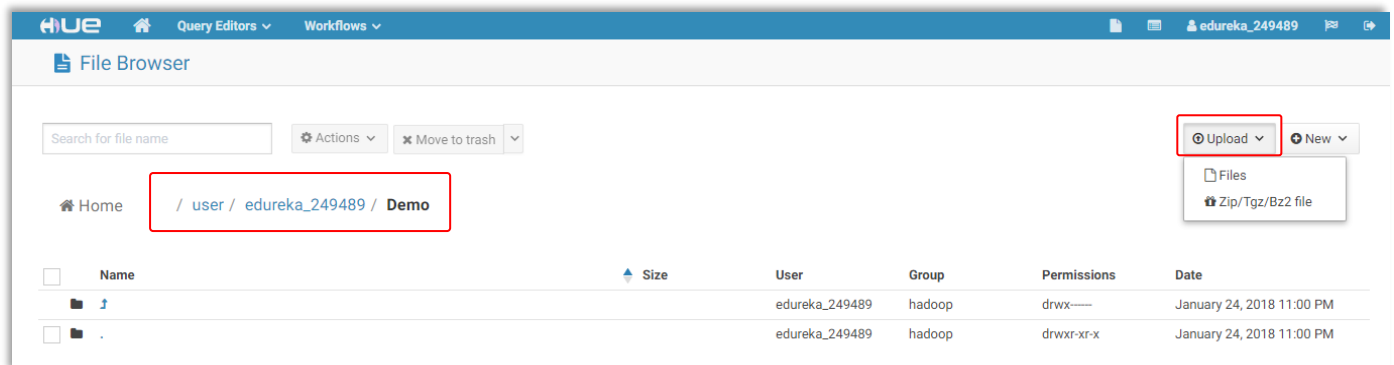 HUE Query Editors Workflows edureka_249489
File Browser
Search for file name Actions Move to trash Upload New
Files
Zip/Tgz/Bz2 file
Home / user / edureka_249489 / Demo
Name Size User Group Permissions Date
edureka_249489 hadoop drwx------ January 24, 2018 11:00 PM
. edureka_249489 hadoop drwxr-xr-x January 24, 2018 11:00 PM